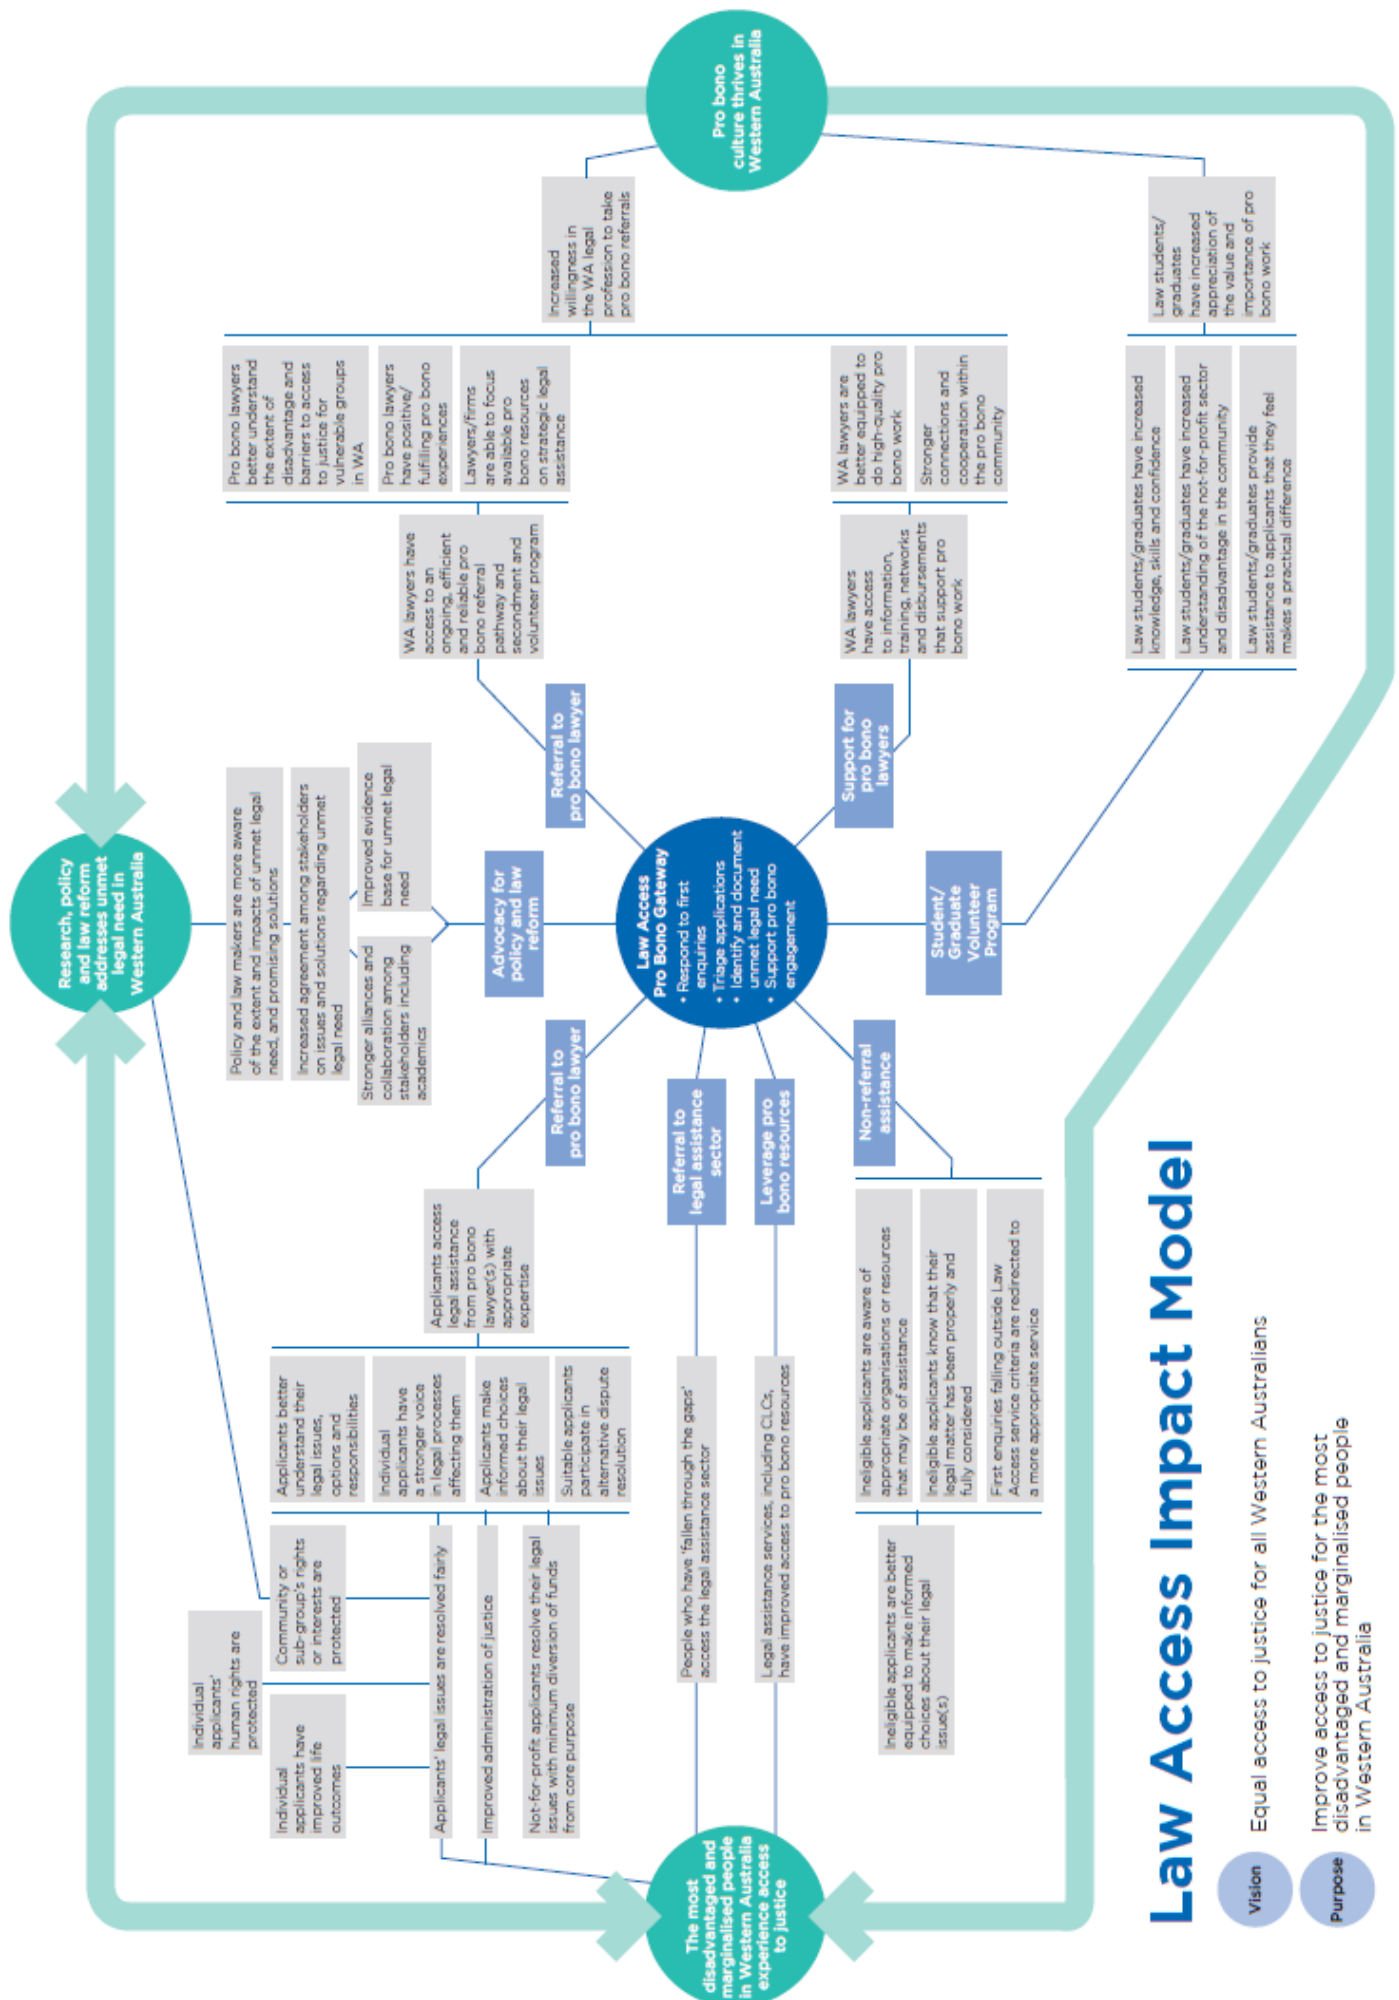 Research, policy
and law reform
addresses unmet
legal need in
Western Australia
Policy and law makers are more aware
of the extent and impacts of unmet legal
need, and promising solutions
Increased agreement among stakeholders
on issues and solutions regarding unmet
legal need
Stronger alliances and
collaboration among
stakeholders including
academics
Improved evidence
base for unmet legal
need
Advocacy for
policy and law
reform
Individual
applicants'
human rights are
protected
Individual
applicants have
improved life
outcomes
Community or
sub-group's rights
or interests are
protected
Applicants' legal issues are resolved fairly
Improved administration of justice
Not-for-profit applicants resolve their legal
issues with minimum diversion of funds
from core purpose
Applicants better
understand their
legal issues,
options and
responsibilities
Individual
applicants have
a stronger voice
in legal processes
affecting them
Applicants make
informed choices
about their legal
issues
Suitable applicants
participate in
alternative dispute
resolution
Applicants access
legal assistance
from pro bono
lawyer(s) with
appropriate
expertise
Referral to
pro bono lawyer
Referral to
pro bono lawyer
WA lawyers have
access to an
ongoing, efficient
and reliable pro
bono referral
pathway and
secondment and
volunteer program
Pro bono lawyers
better understand
the extent of
disadvantage and
barriers to access
to justice for
vulnerable groups
in WA
Pro bono lawyers
have positive/
fulfilling pro bono
experiences
Lawyers/firms
are able to focus
available pro
bono resources
on strategic legal
assistance
Increased
willingness in
the WA legal
profession to take
pro bono referrals
The most
disadvantaged and
marginalised people
in Western Australia
experience access
to justice
People who have 'fallen through the gaps'
access the legal assistance sector
Legal assistance services, including CLCs,
have improved access to pro bono resources
Referral to
legal assistance
sector
Leverage pro
bono resources
Law Access
Pro Bono Gateway
• Respond to first
enquiries
• Triage applications
• Identify and document
unmet legal need
• Support pro bono
engagement
Pro bono
culture thrives in
Western Australia
Ineligible applicants are better
equipped to make informed
choices about their legal
issue(s)
Ineligible applicants are aware of
appropriate organisations or resources
that may be of assistance
Ineligible applicants know that their
legal matter has been properly and
fully considered
First enquiries falling outside Law
Access service criteria are redirected to
a more appropriate service
Non-referral
assistance
Student/
Graduate
Volunteer
Program
Support for
pro bono
lawyers
WA lawyers
have access
to information,
training, networks
and disbursements
that support pro
bono work
WA lawyers are
better equipped to
do high-quality pro
bono work
Stronger
connections and
cooperation within
the pro bono
community
Law students/graduates have increased
knowledge, skills and confidence
Law students/graduates have increased
understanding of the not-for-profit sector
and disadvantage in the community
Law students/graduates provide
assistance to applicants that they feel
makes a practical difference
Law students/
graduates
have increased
appreciation of
the value and
importance of pro
bono work
Law Access Impact Model
Vision
Equal access to justice for all Western Australians
Purpose
Improve access to justice for the most
disadvantaged and marginalised people
in Western Australia